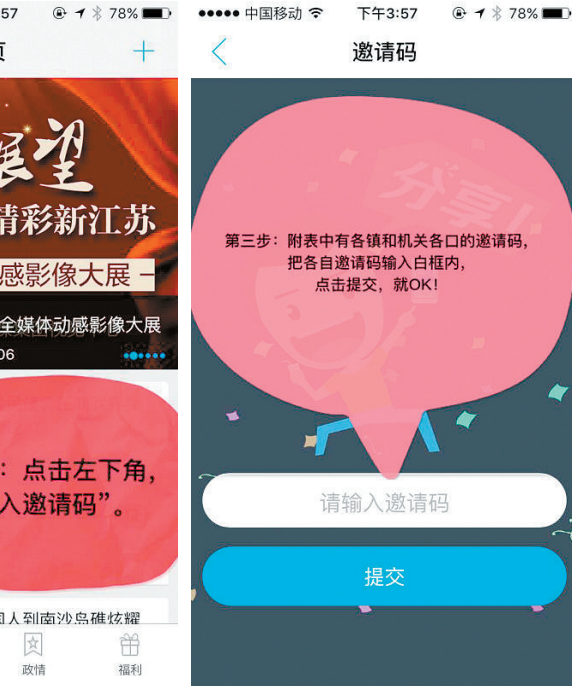 57
78%
页
+
展望
精彩新江苏
感影像大展
全媒体动感影像大展
06
：点击左下角，
入邀请码”。
国人到南沙岛礁炫耀
政情
福利
中国移动
下午3:57
78%
邀请码
分享!
第三步：附表中有各镇和机关各口的邀请码，
把各自邀请码输入白框内，
点击提交，就OK！
请输入邀请码
提交